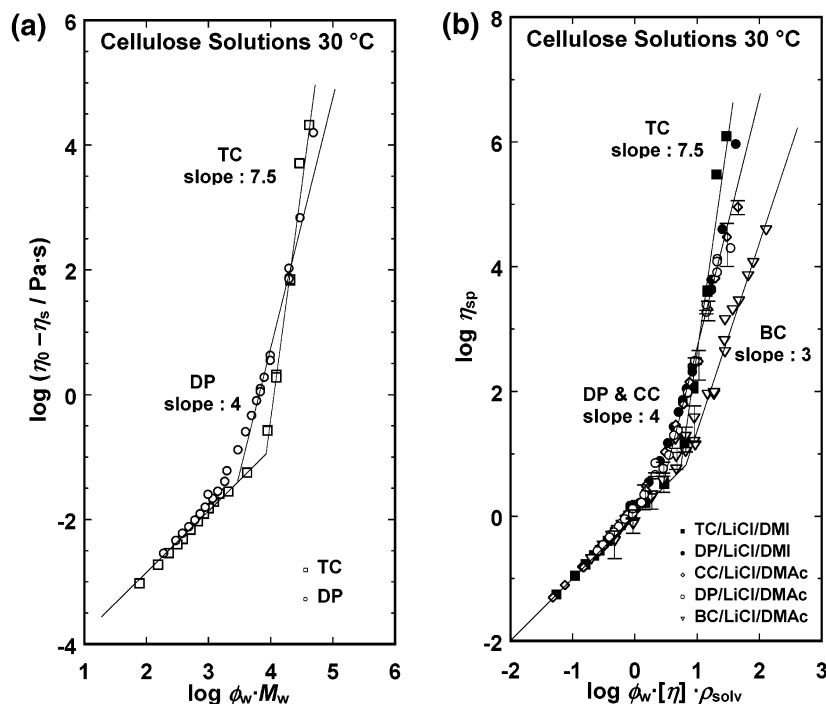 (a)
Cellulose Solutions 30 °C
log (η₀ – ηₛ / Pa·s)
6
4
2
0
-2
-4
TC
slope : 7.5
DP
slope : 4
TC
DP
1
2
3
4
5
6
log ϕw·Mw
(b)
Cellulose Solutions 30 °C
log ηsp
8
6
4
2
0
-2
TC
slope : 7.5
BC
slope : 3
DP & CC
slope : 4
TC/LiCl/DMI
DP/LiCl/DMI
CC/LiCl/DMAc
DP/LiCl/DMAc
BC/LiCl/DMAc
-2
-1
0
1
2
3
log ϕw·[η]·ρsolv